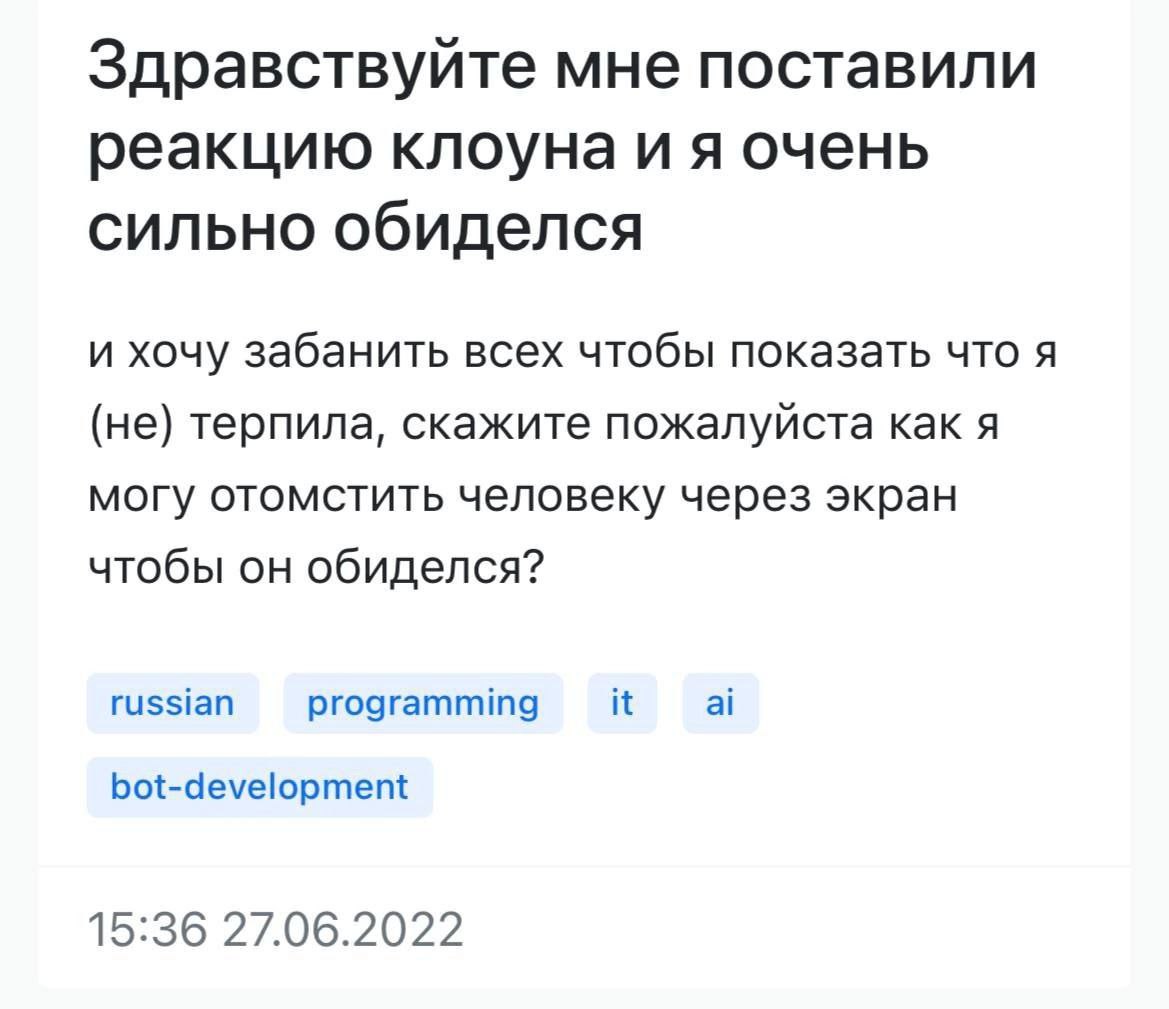 Здравствуйте мне поставили
реакцию клоуна и я очень
сильно обиделся
и хочу забанить всех чтобы показать что я
(не) терпила, скажите пожалуйста как я
могу отомстить человеку через экран
чтобы он обиделся?
russian programming it ai
bot-development
15:36 27.06.2022